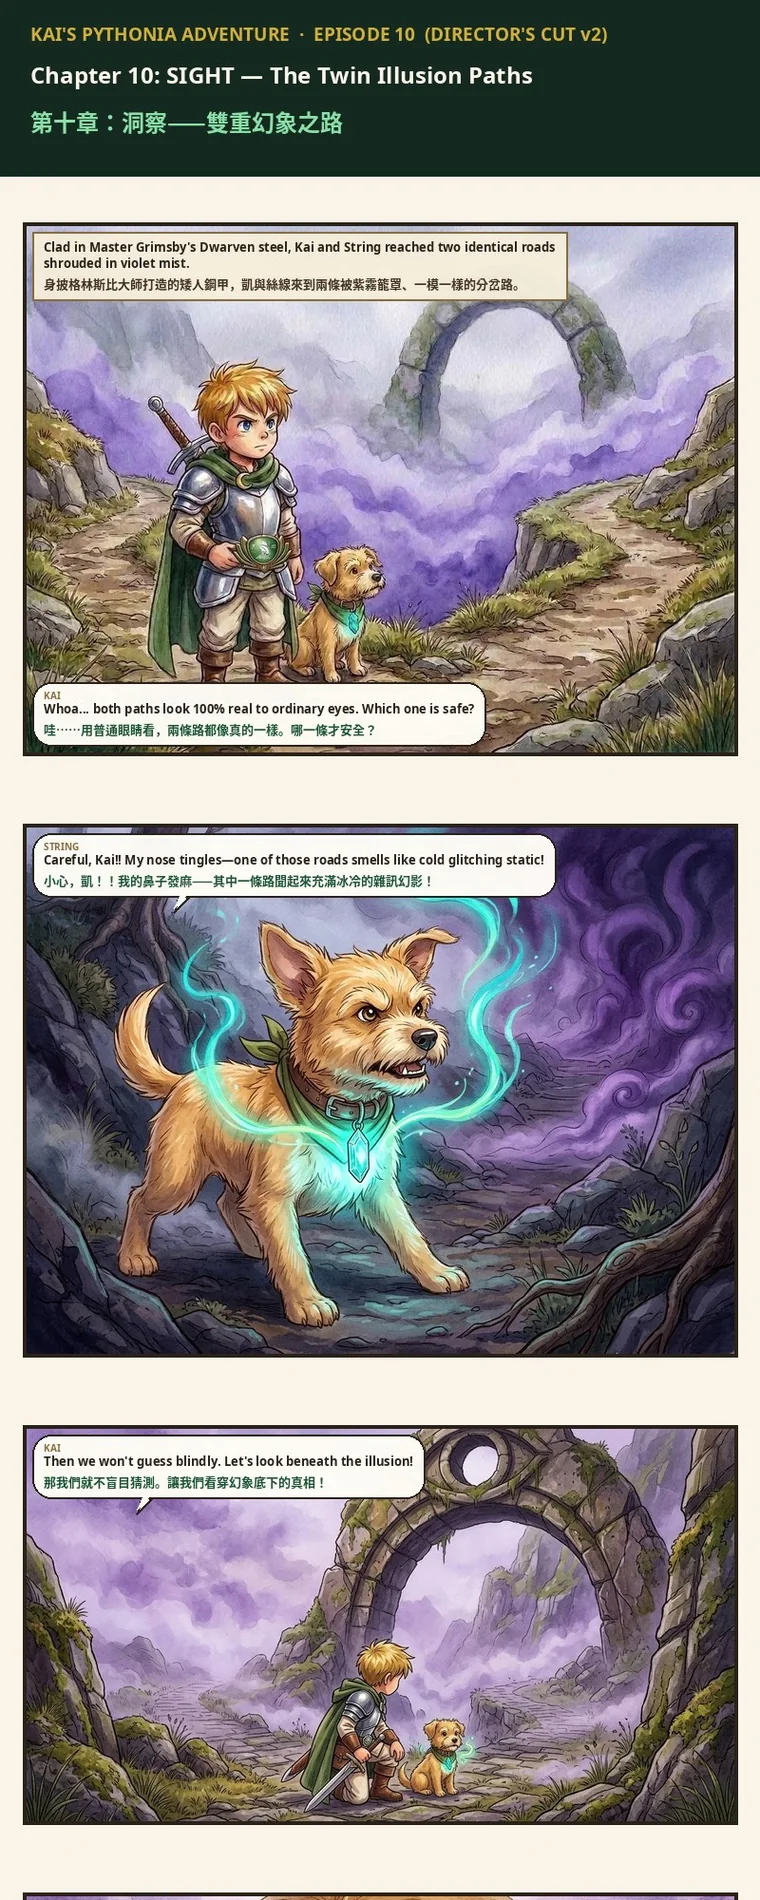 KAI'S PYTHONIA ADVENTURE · EPISODE 10 (DIRECTOR'S CUT v2)
Chapter 10: SIGHT — The Twin Illusion Paths
第十章：洞察——雙重幻象之路
Clad in Master Grimsby's Dwarven steel, Kai and String reached two identical roads
shrouded in violet mist.
身披格林斯比大師打造的矮人鋼甲，凱與絲線來到兩條被紫霧籠罩、一模一樣的分岔路。
KAI
Whoa... both paths look 100% real to ordinary eyes. Which one is safe?
哇……用普通眼睛看，兩條路都像真的一樣。哪一條才安全？
STRING
Careful, Kai!! My nose tingles—one of those roads smells like cold glitching static!
小心，凱！！我的鼻子發麻——其中一條路聞起來充滿冰冷的雜訊幻影！
KAI
Then we won't guess blindly. Let's look beneath the illusion!
那我們就不盲目猜測。讓我們看穿幻象底下的真相！